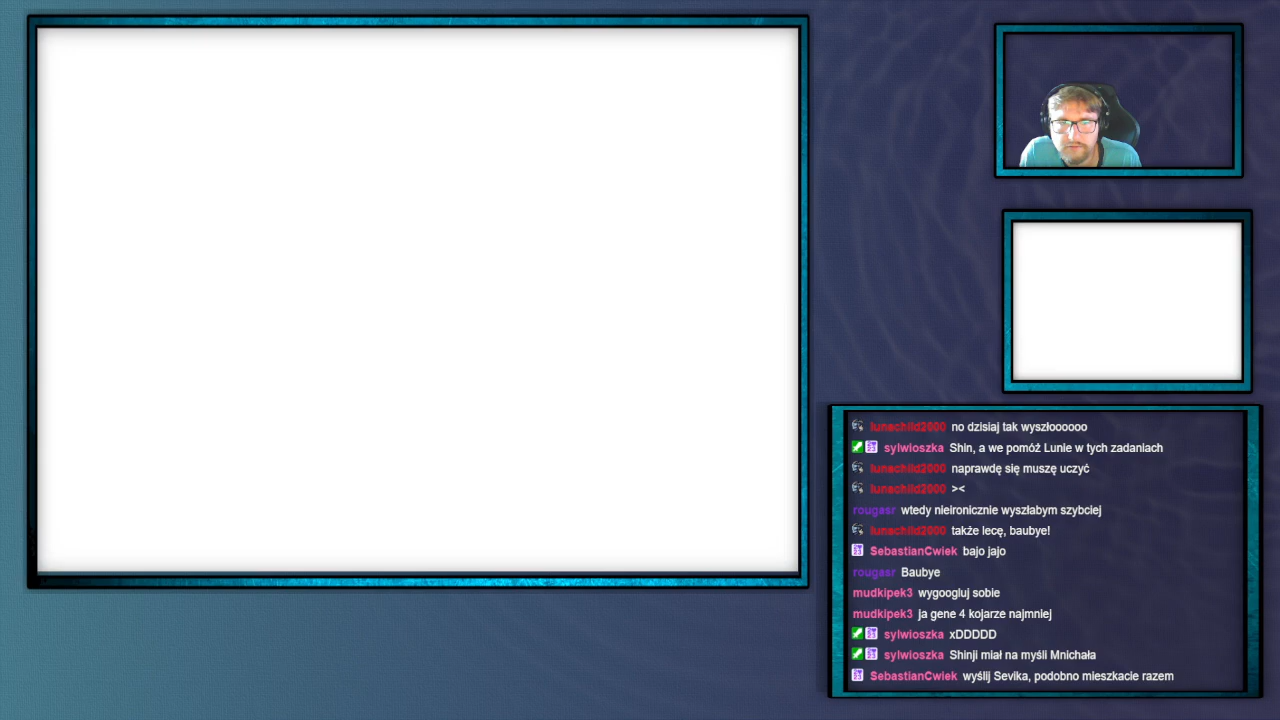 lunachild2000 no dzisiaj tak wyszłoooooo
sylwioszka Shin, a we pomóż Lunie w tych zadaniach
lunachild2000 naprawdę się muszę uczyć
lunachild2000 ><
rougasr wtedy nieironicznie wyszłabym szybciej
lunachild2000 także lecę, baubye!
SebastianCwiek bajo jajo
rougasr Baubye
mudkipek3 wygoogluj sobie
mudkipek3 ja gene 4 kojarze najmniej
sylwioszka xDDDDD
sylwioszka Shinji miał na myśli Mnichała
SebastianCwiek wyślij Sevika, podobno mieszkacie razem